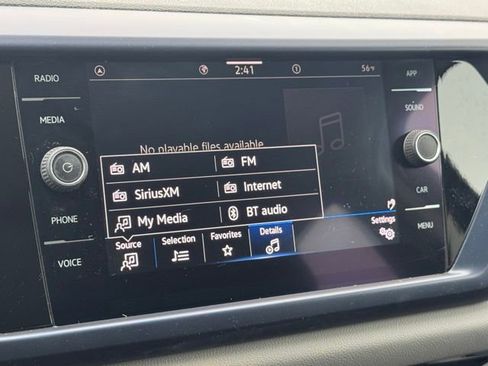 RADIO
MEDIA
PHONE
VOICE
2:41
1
56°F
No playable files available.
AM
FM
SiriusXM
Internet
My Media
BT audio
Source
Selection
Favorites
Details
Settings
APP
SOUND
CAR
MENU